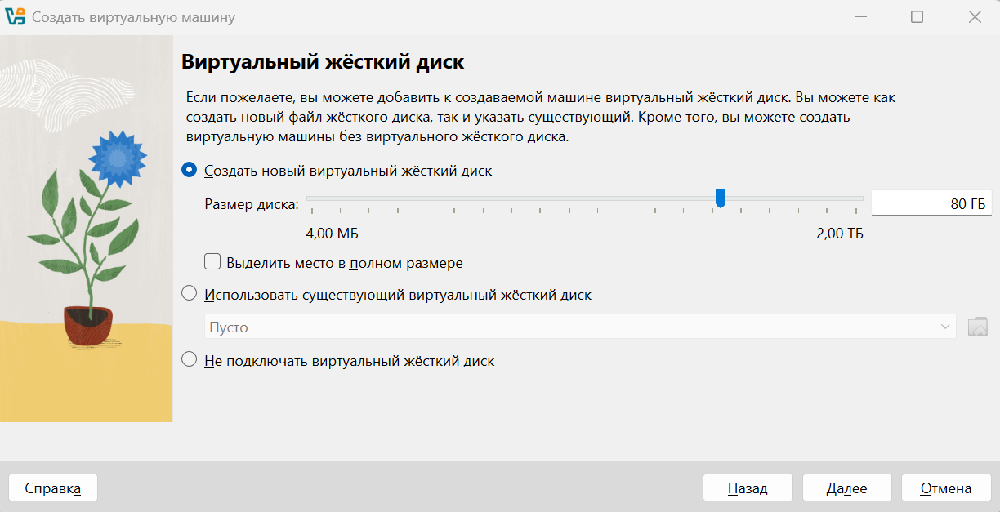 Создать виртуальную машину
Виртуальный жёсткий диск
Если пожелаете, вы можете добавить к создаваемой машине виртуальный жёсткий диск. Вы можете как
создать новый файл жёсткого диска, так и указать существующий. Кроме того, вы можете создать
виртуальную машины без виртуального жёсткого диска.
Создать новый виртуальный жёсткий диск
Размер диска: 80 ГБ
4,00 МБ 2,00 ТБ
Выделить место в полном размере
Использовать существующий виртуальный жёсткий диск
Пусто
Не подключать виртуальный жёсткий диск
Справка Назад Далее Отмена